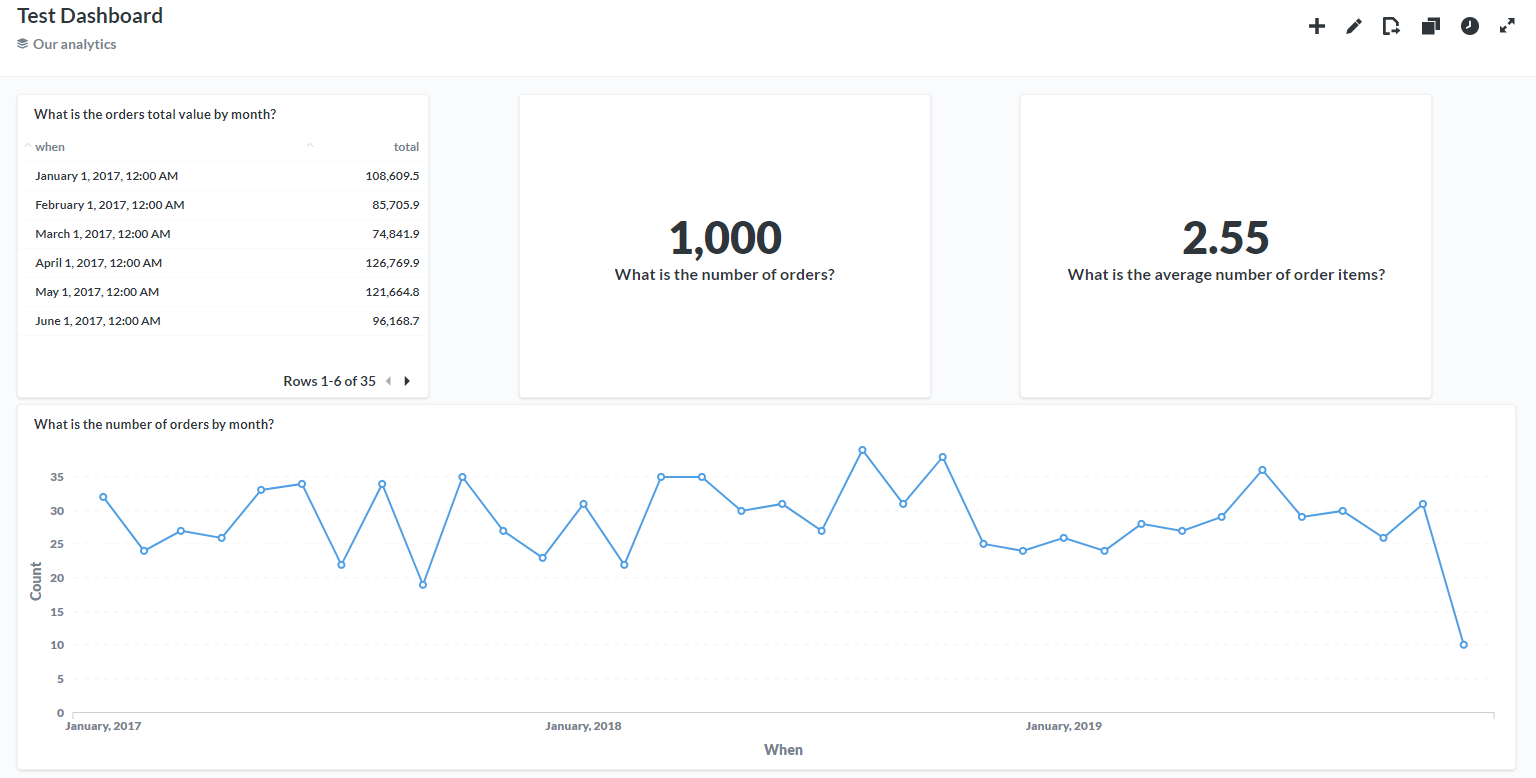 Test Dashboard
Our analytics
What is the orders total value by month?
when total
January 1, 2017, 12:00 AM 108,609.5
February 1, 2017, 12:00 AM 85,705.9
March 1, 2017, 12:00 AM 74,841.9
April 1, 2017, 12:00 AM 126,769.9
May 1, 2017, 12:00 AM 121,664.8
June 1, 2017, 12:00 AM 96,168.7
Rows 1-6 of 35
1,000
What is the number of orders?
2.55
What is the average number of order items?
What is the number of orders by month?
Count
35
30
25
20
15
10
5
0
January, 2017 January, 2018 January, 2019
When